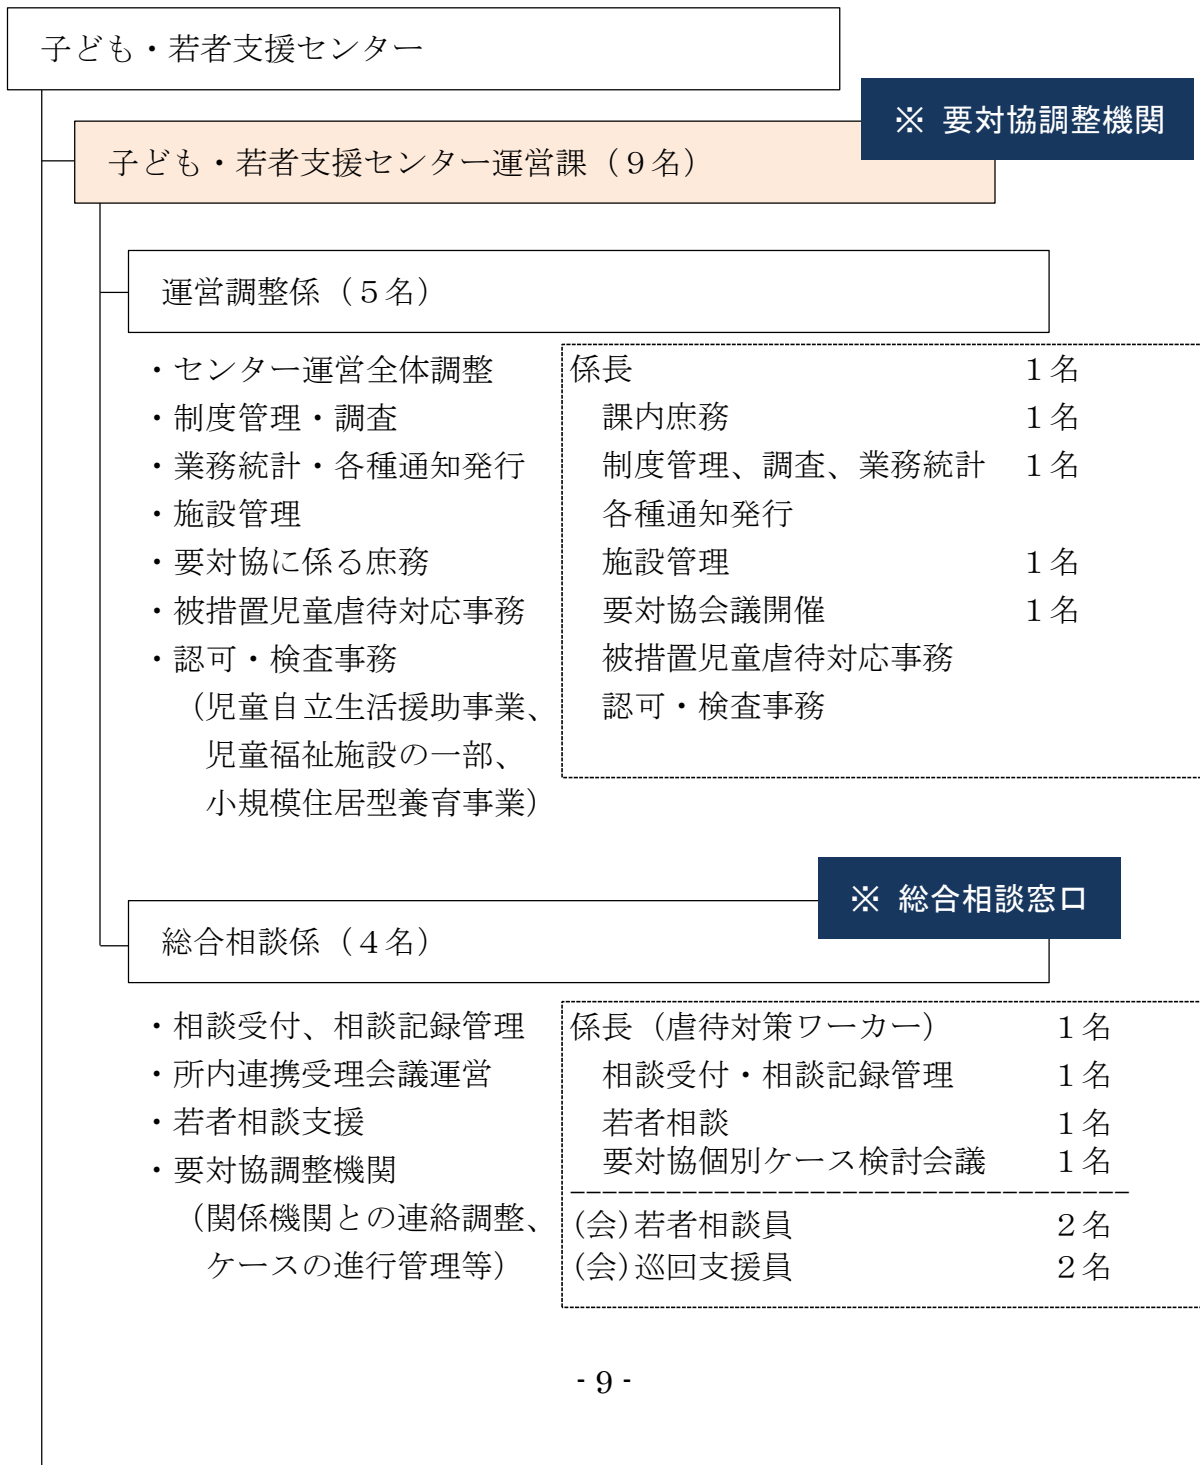 子ども・若者支援センター
※ 要対協調整機関
子ども・若者支援センター運営課（９名）
運営調整係（５名）
・センター運営全体調整
・制度管理・調査
・業務統計・各種通知発行
・施設管理
・要対協に係る庶務
・被措置児童虐待対応事務
・認可・検査事務
（児童自立生活援助事業、
児童福祉施設の一部、
小規模住居型養育事業）
係長 １名
課内庶務 １名
制度管理、調査、業務統計 １名
各種通知発行
施設管理 １名
要対協会議開催 １名
被措置児童虐待対応事務
認可・検査事務
※ 総合相談窓口
総合相談係（４名）
・相談受付、相談記録管理
・所内連携受理会議運営
・若者相談支援
・要対協調整機関
（関係機関との連絡調整、
ケースの進行管理等）
係長（虐待対策ワーカー） １名
相談受付・相談記録管理 １名
若者相談 １名
要対協個別ケース検討会議 １名
(会)若者相談員 ２名
(会)巡回支援員 ２名
- 9 -